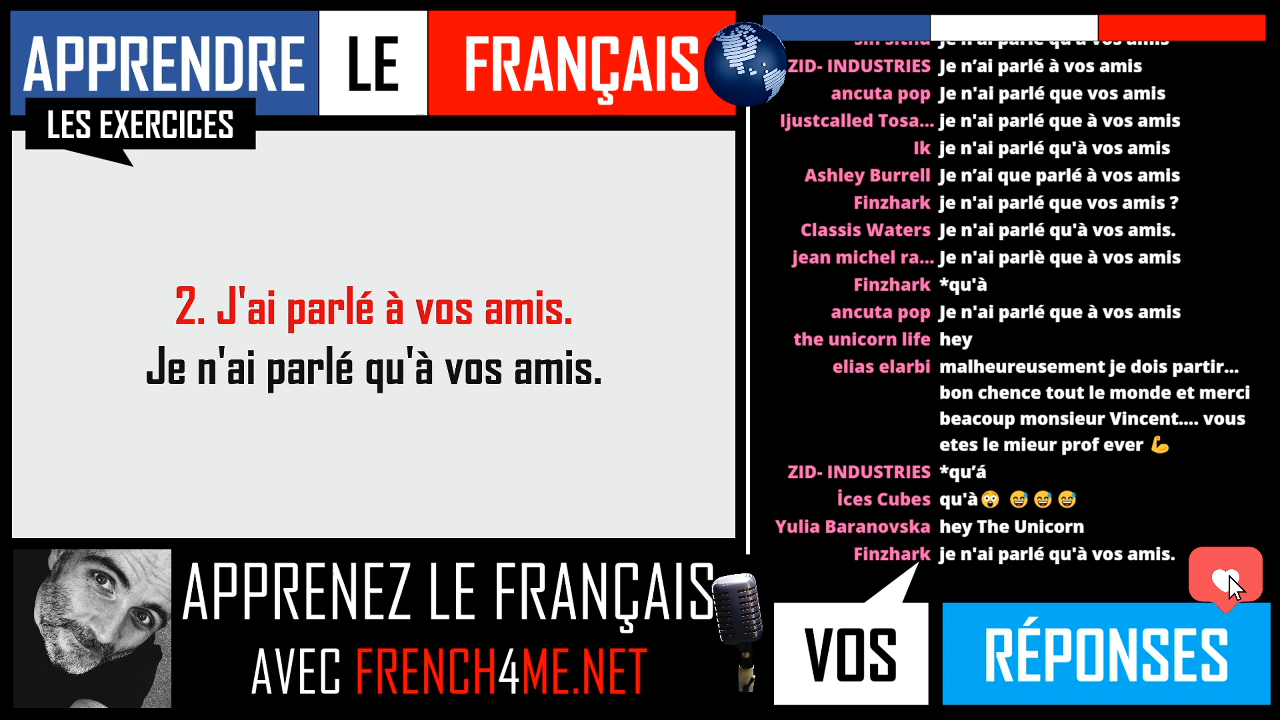 APPRENDRE LE FRANÇAIS
LES EXERCICES
2. J'ai parlé à vos amis.
Je n'ai parlé qu'à vos amis.
APPRENEZ LE FRANÇAIS
AVEC FRENCH4ME.NET
je n'ai parlé qu'à vos amis
ZID- INDUSTRIES Je n’ai parlé à vos amis
ancuta pop Je n'ai parlé que vos amis
Ijustcalled Tosa... je n'ai parlé que à vos amis
Ik je n'ai parlé qu'à vos amis
Ashley Burrell Je n’ai que parlé à vos amis
Finzhark je n'ai parlé que vos amis ?
Classis Waters Je n'ai parlé qu'à vos amis.
jean michel ra... Je n'ai parlè que à vos amis
Finzhark *qu'à
ancuta pop Je n'ai parlé que à vos amis
the unicorn life hey
elias elarbi malheureusement je dois partir...
bon chence tout le monde et merci
beacoup monsieur Vincent.... vous
etes le mieur prof ever 💪
ZID- INDUSTRIES *qu’á
İces Cubes qu'à😲 😅😅😅
Yulia Baranovska hey The Unicorn
Finzhark je n'ai parlé qu'à vos amis.
VOS RÉPONSES